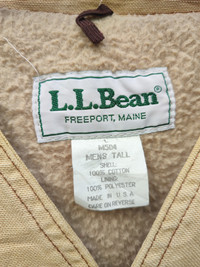 L.L.Bean®
FREEPORT, MAINE
MENS TALL
SHELL
100% COTTON
LINING
100% POLYESTER
MADE IN U.S.A
CARE ON REVERSE